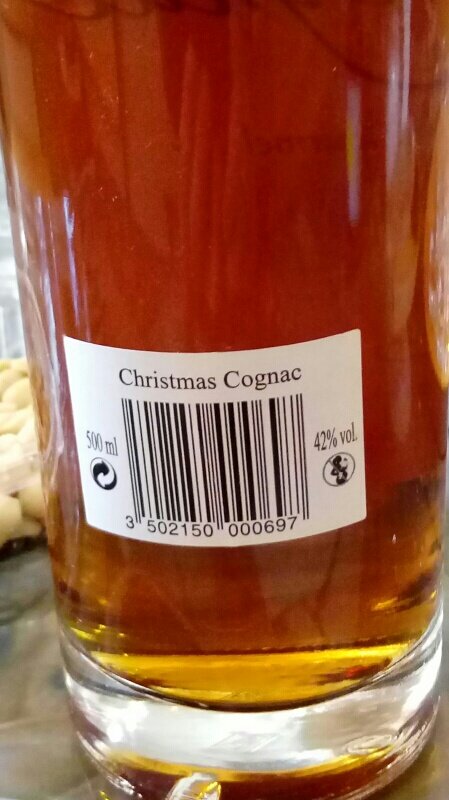 Christmas Cognac
500 ml
42% vol.
3 502150 000697